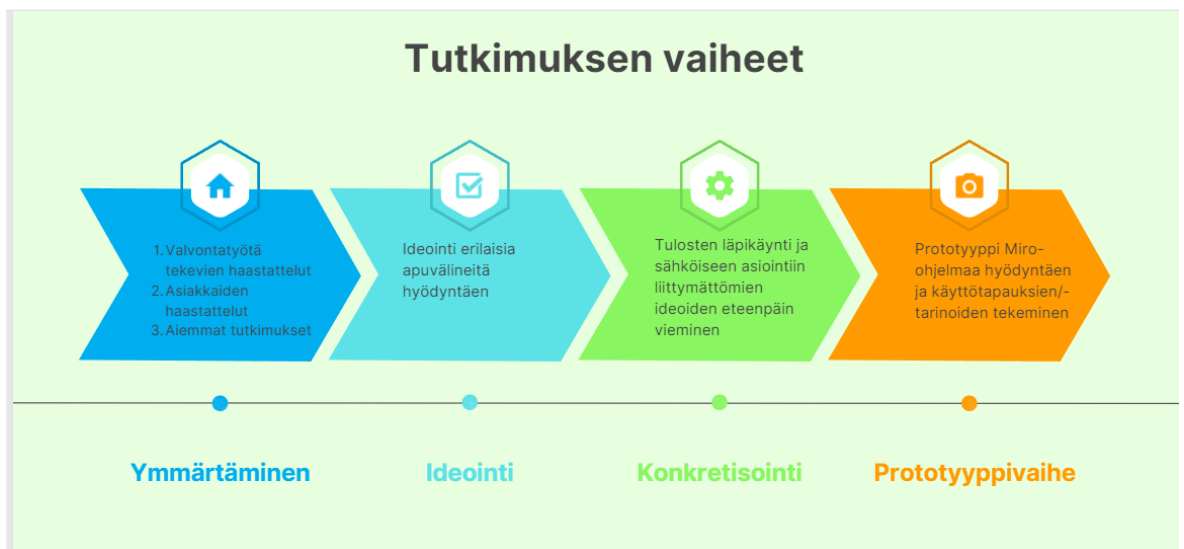 Tutkimuksen vaiheet
1. Valvontatyötä
tekevien haastattelut
2. Asiakkaiden
haastattelut
3. Aiemmat tutkimukset
Ideointi erilaisia
apuvälineitä
hyödyntäen
Tulosten läpikäynti ja
sähköiseen asiointiin
liittymättömien
ideoiden eteenpäin
vieminen
Prototyyppi Miro-
ohjelmaa hyödyntäen
ja käyttötapauksien/-
tarinoiden tekeminen
Ymmärtäminen
Ideointi
Konkretisointi
Prototyyppivaihe